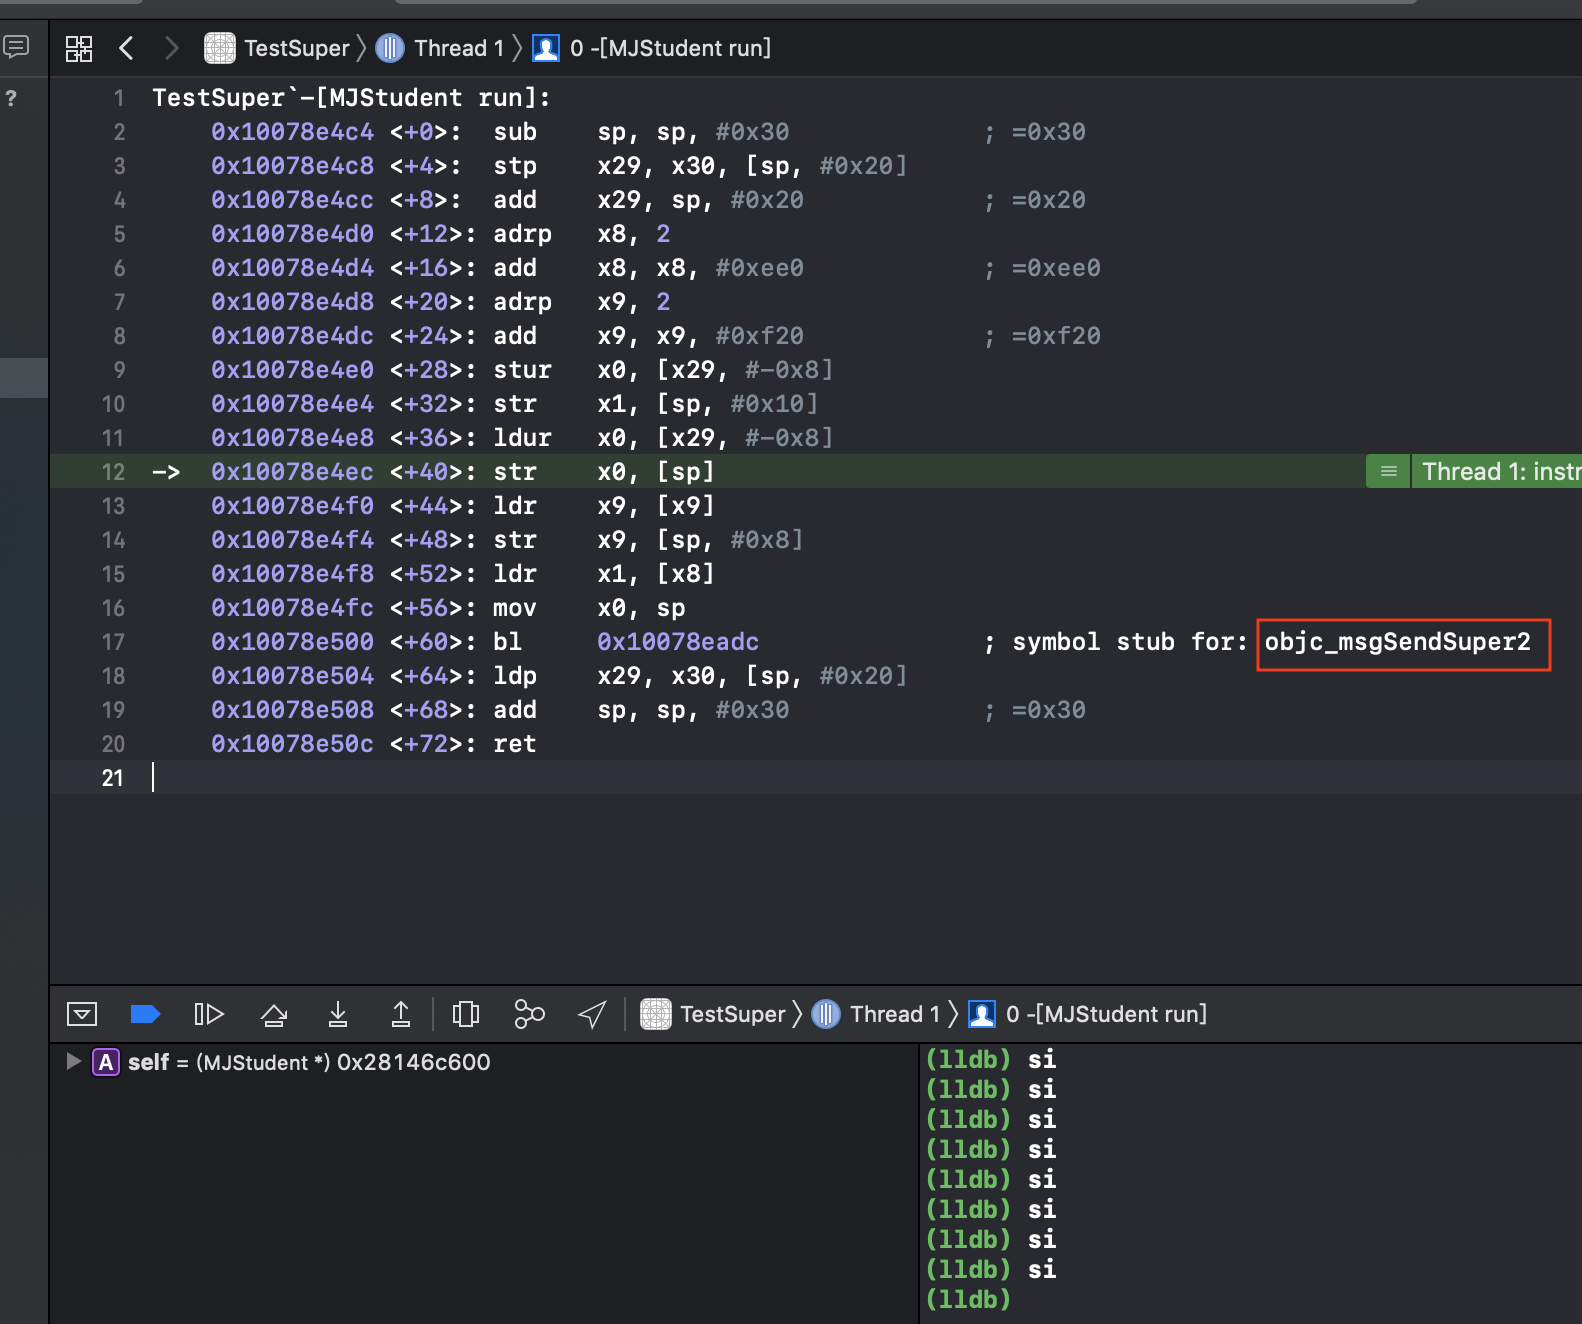 TestSuper Thread 1 0 -[MJStudent run]
?
1 TestSuper`-[MJStudent run]:
2 0x10078e4c4 <+0>: sub sp, sp, #0x30 ; =0x30
3 0x10078e4c8 <+4>: stp x29, x30, [sp, #0x20]
4 0x10078e4cc <+8>: add x29, sp, #0x20 ; =0x20
5 0x10078e4d0 <+12>: adrp x8, 2
6 0x10078e4d4 <+16>: add x8, x8, #0xee0 ; =0xee0
7 0x10078e4d8 <+20>: adrp x9, 2
8 0x10078e4dc <+24>: add x9, x9, #0xf20 ; =0xf20
9 0x10078e4e0 <+28>: stur x0, [x29, #-0x8]
10 0x10078e4e4 <+32>: str x1, [sp, #0x10]
11 0x10078e4e8 <+36>: ldur x0, [x29, #-0x8]
12 -> 0x10078e4ec <+40>: str x0, [sp] Thread 1: instr
13 0x10078e4f0 <+44>: ldr x9, [x9]
14 0x10078e4f4 <+48>: str x9, [sp, #0x8]
15 0x10078e4f8 <+52>: ldr x1, [x8]
16 0x10078e4fc <+56>: mov x0, sp
17 0x10078e500 <+60>: bl 0x10078eadc ; symbol stub for: objc_msgSendSuper2
18 0x10078e504 <+64>: ldp x29, x30, [sp, #0x20]
19 0x10078e508 <+68>: add sp, sp, #0x30 ; =0x30
20 0x10078e50c <+72>: ret
21
TestSuper Thread 1 0 -[MJStudent run]
A self = (MJStudent *) 0x28146c600
(lldb) si
(lldb) si
(lldb) si
(lldb) si
(lldb) si
(lldb) si
(lldb) si
(lldb) si
(lldb)